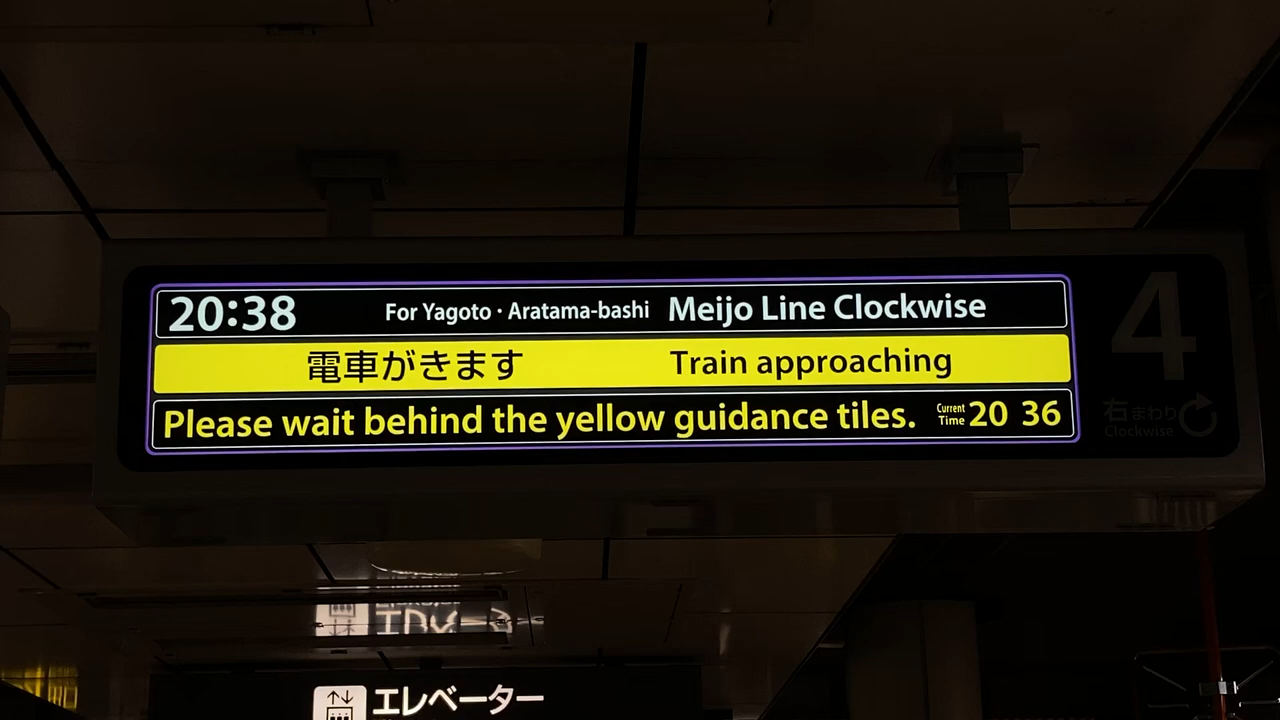 20:38 For Yagoto · Aratama-bashi Meijo Line Clockwise
電車がきます Train approaching
Please wait behind the yellow guidance tiles. Current Time 20 36
4
右まわり
Clockwise
エレベーター